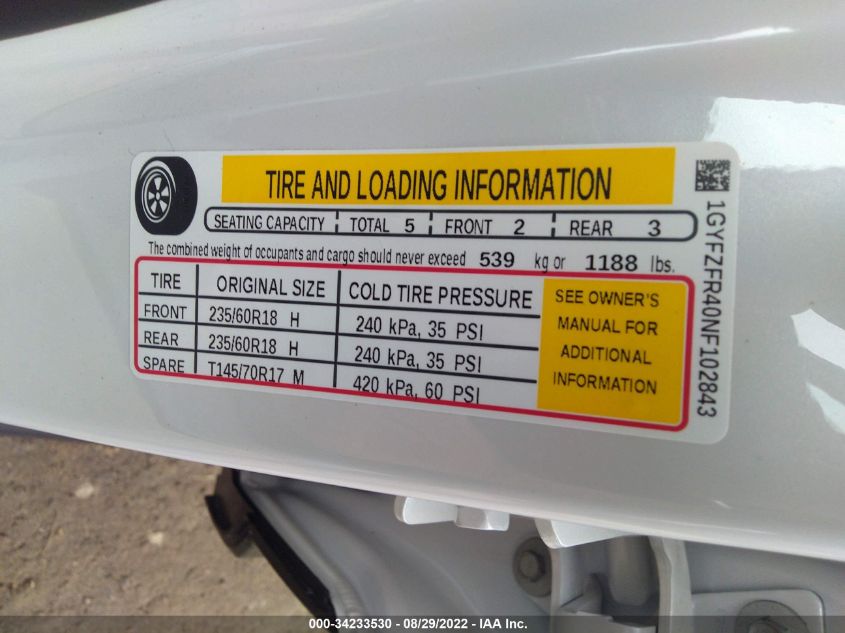 TIRE AND LOADING INFORMATION
SEATING CAPACITY TOTAL 5 FRONT 2 REAR 3
The combined weight of occupants and cargo should never exceed 539 kg or 1188 lbs.
TIRE ORIGINAL SIZE COLD TIRE PRESSURE
FRONT 235/60R18 H 240 kPa, 35 PSI
REAR 235/60R18 H 240 kPa, 35 PSI
SPARE T145/70R17 M 420 kPa, 60 PSI
SEE OWNER'S
MANUAL FOR
ADDITIONAL
INFORMATION
1GYFZFR40NF102843
000-34233530 - 08/29/2022 - IAA Inc.